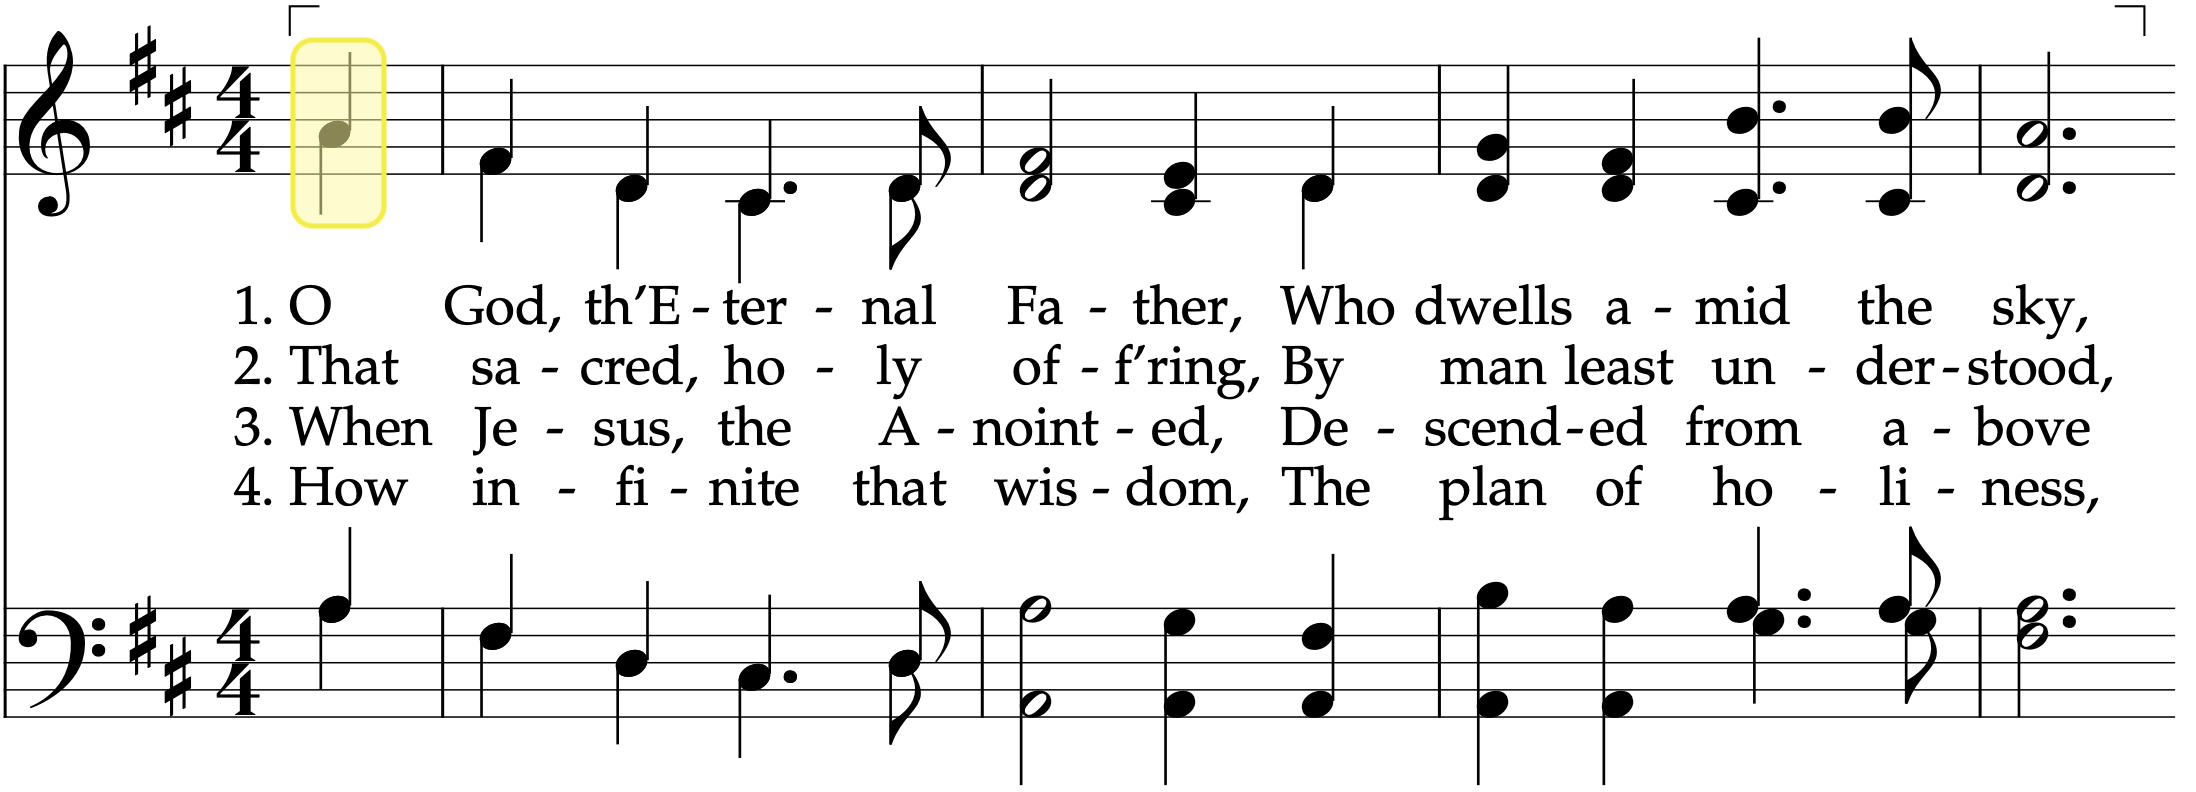 1. O God, th’E - ter - nal Fa - ther, Who dwells a - mid the sky,
2. That sa - cred, ho - ly of - f’ring, By man least un - der - stood,
3. When Je - sus, the A - noint - ed, De - scend - ed from a - bove
4. How in - fi - nite that wis - dom, The plan of ho - li - ness,